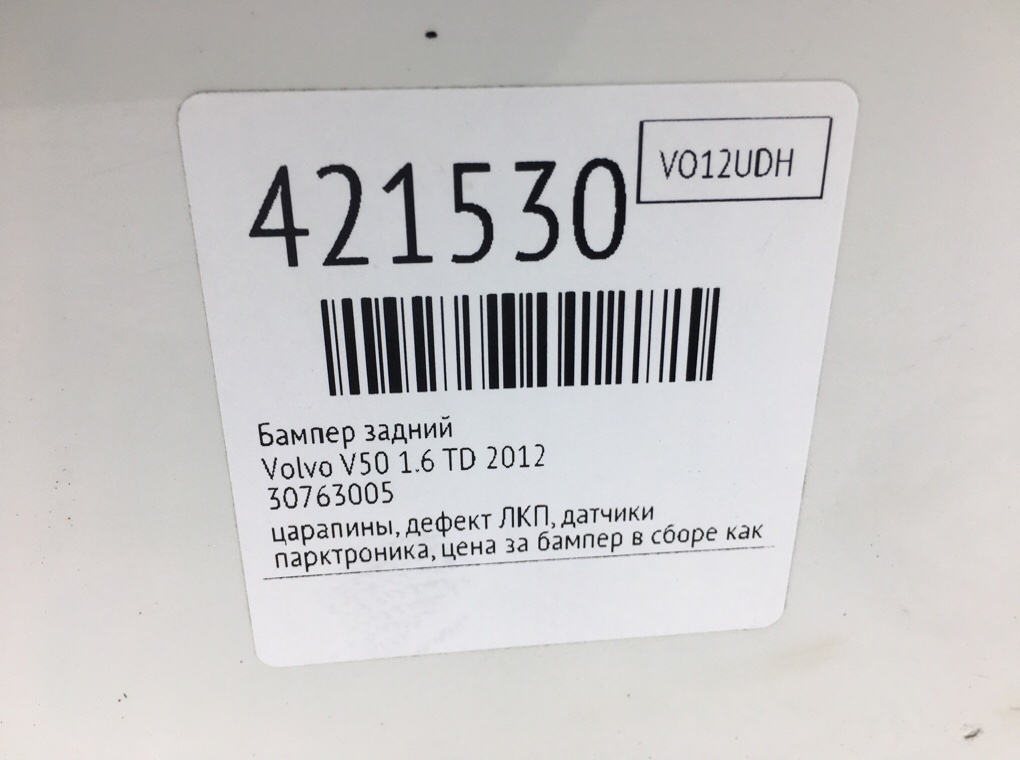 421530
VO12UDH
Бампер задний
Volvo V50 1.6 TD 2012
30763005
царапины, дефект ЛКП, датчики
парктроника, цена за бампер в сборе как